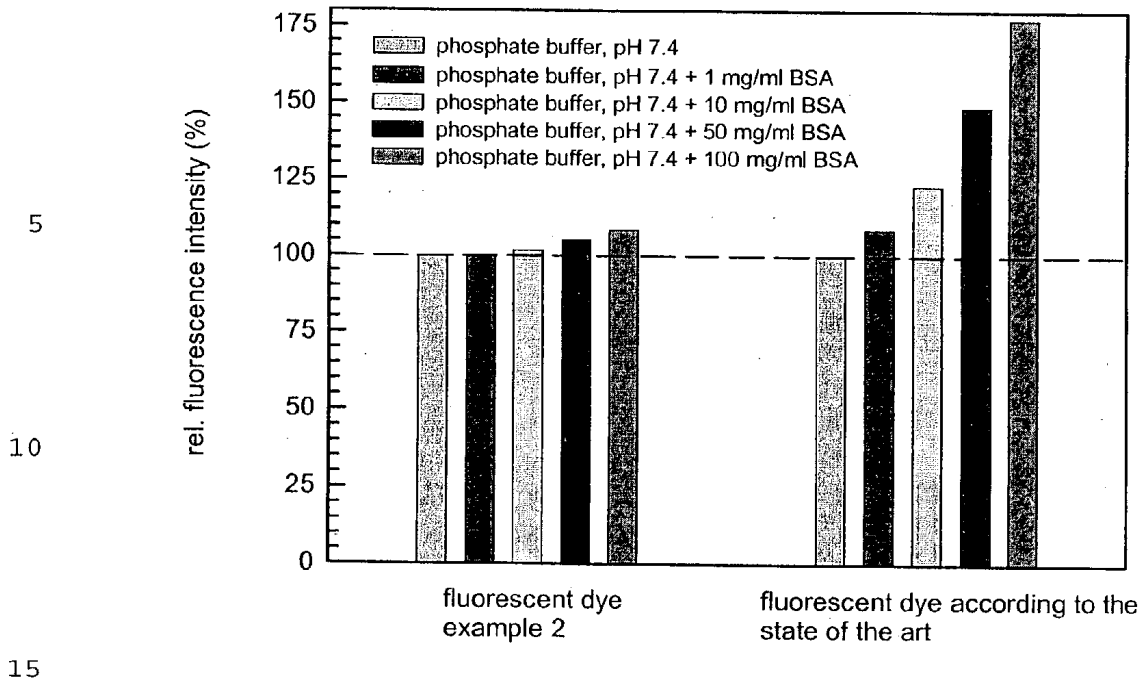 175
150
125
100
75
50
25
0
rel. fluorescence intensity (%)
phosphate buffer, pH 7.4
phosphate buffer, pH 7.4 + 1 mg/ml BSA
phosphate buffer, pH 7.4 + 10 mg/ml BSA
phosphate buffer, pH 7.4 + 50 mg/ml BSA
phosphate buffer, pH 7.4 + 100 mg/ml BSA
5
10
15
fluorescent dye
example 2
fluorescent dye according to the
state of the art